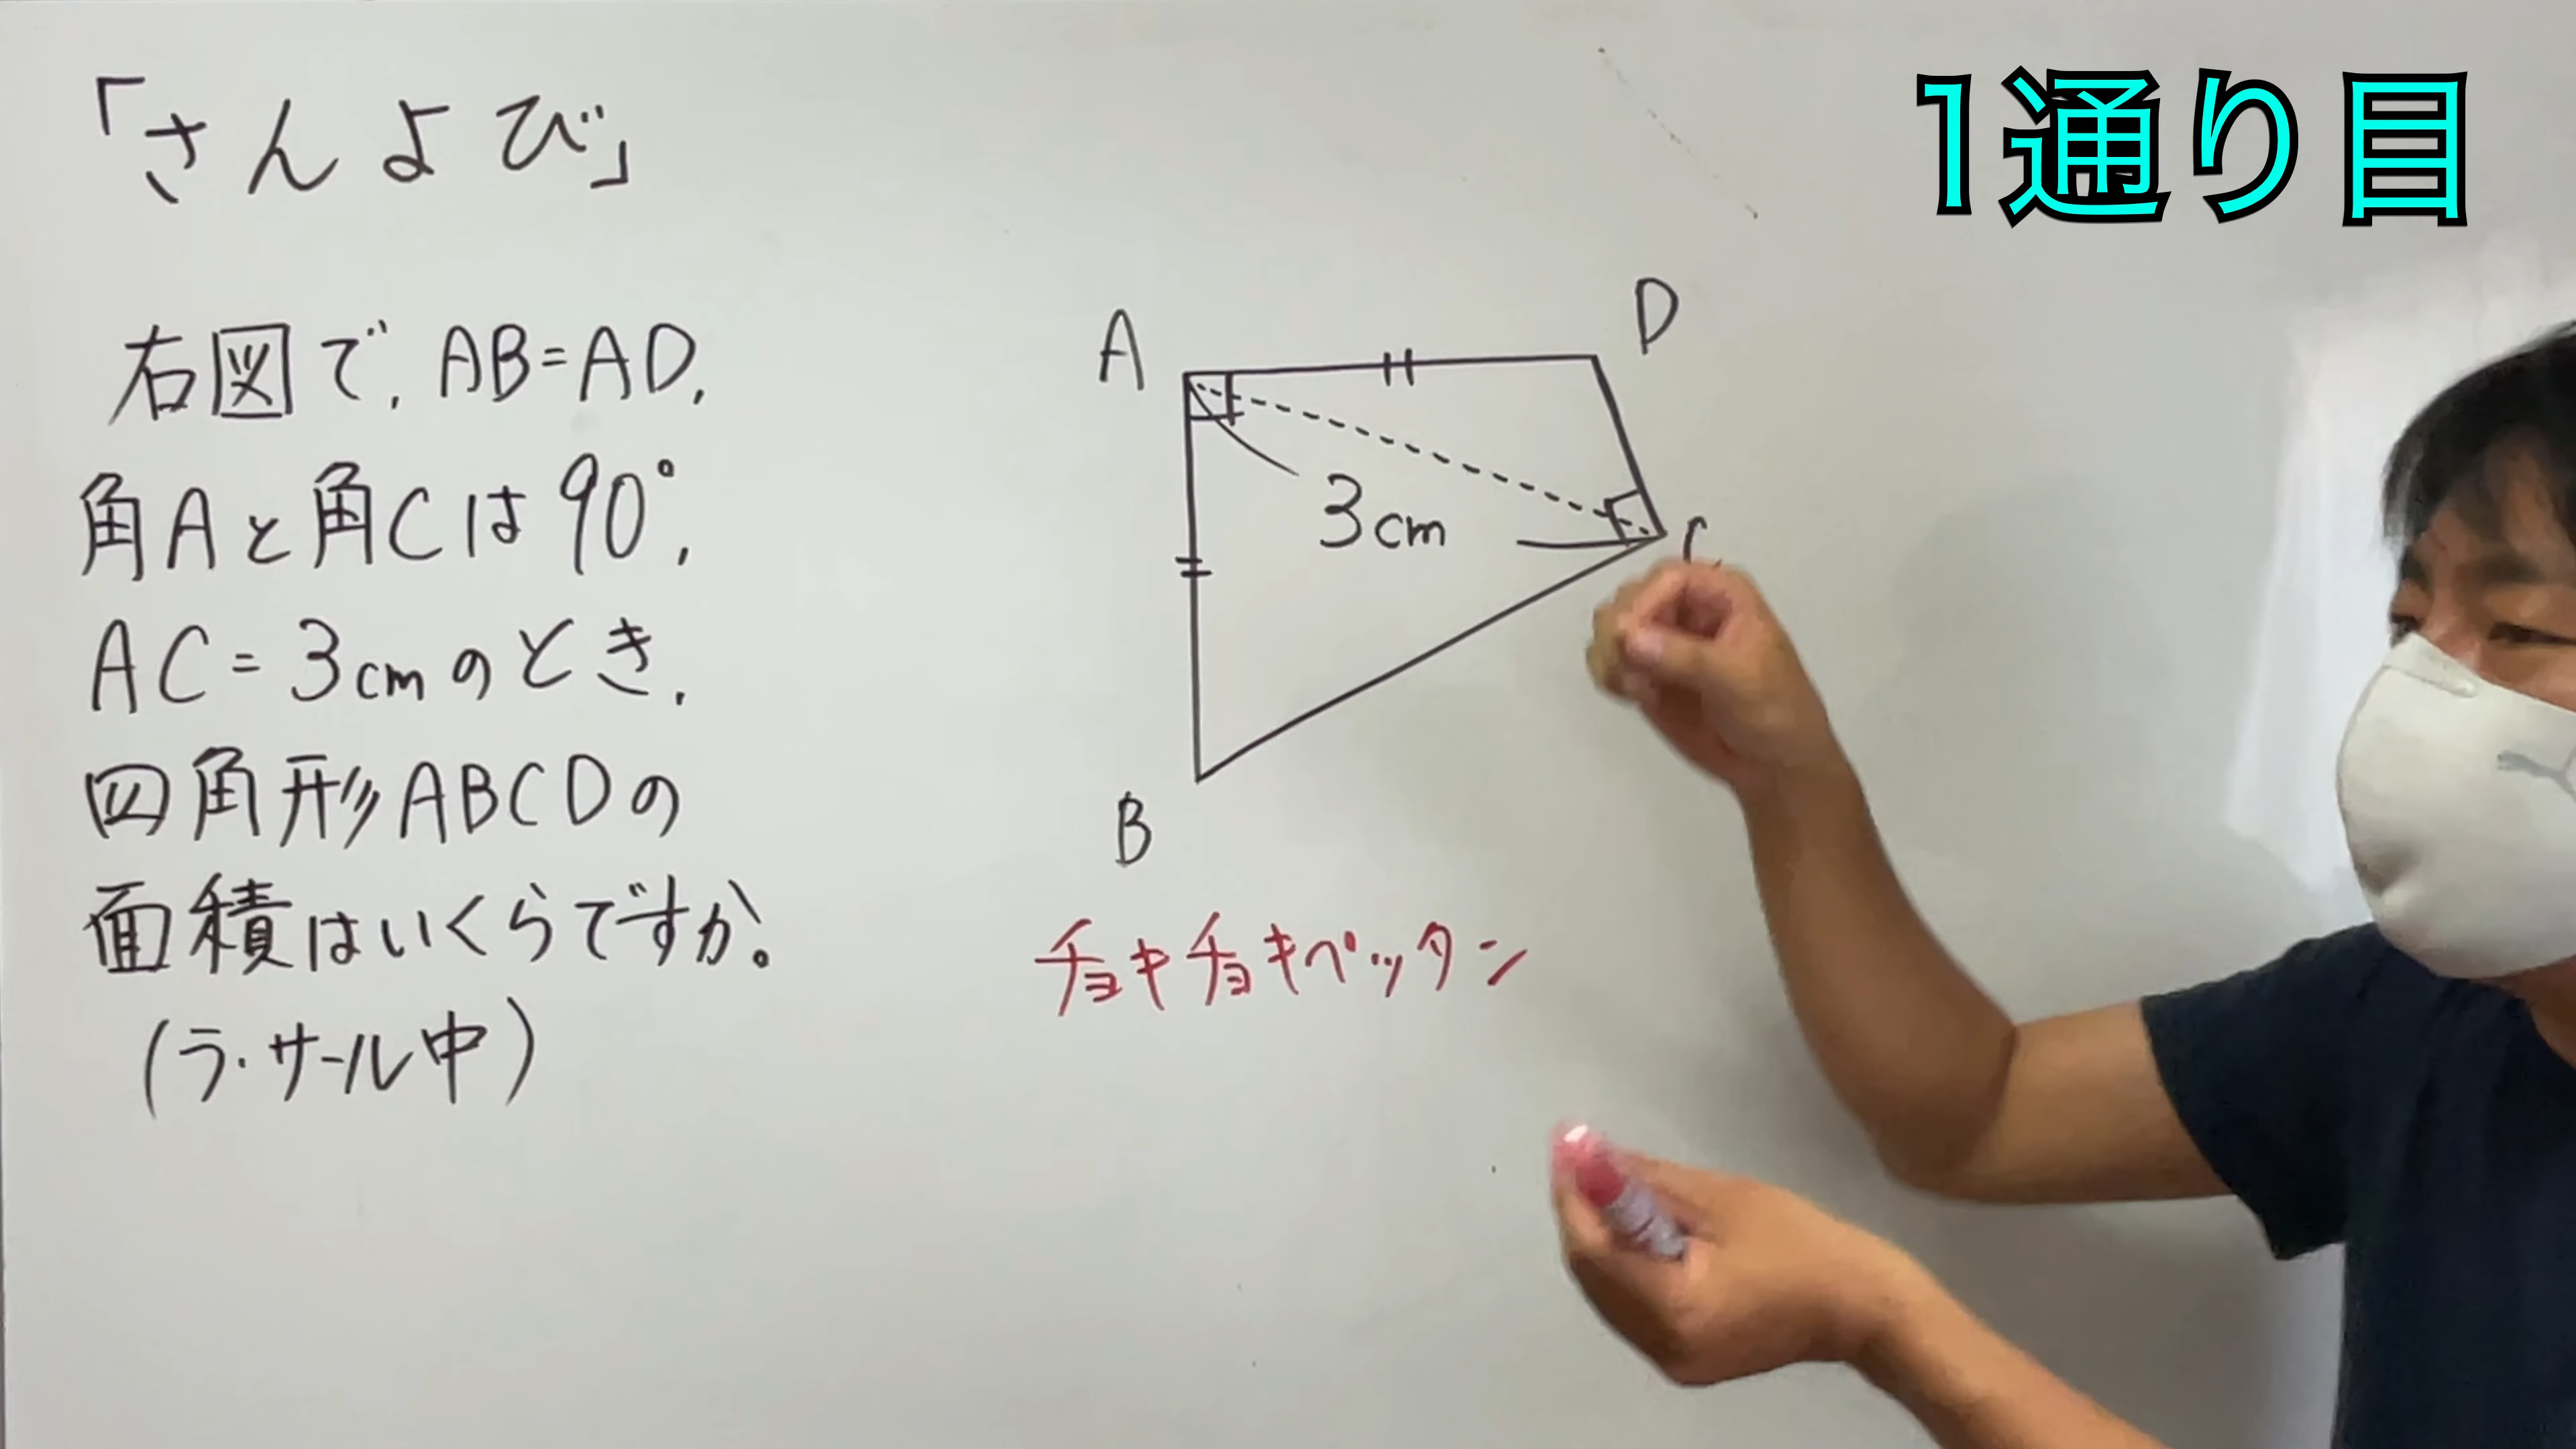 「さんよび」
1通り目
右図で、AB=AD、
角Aと角Cは90°、
AC=3cmのとき、
四角形ABCDの
面積はいくらですか。
(ラ・サール中)
A
D
3cm
C
B
チョキチョキペッタン